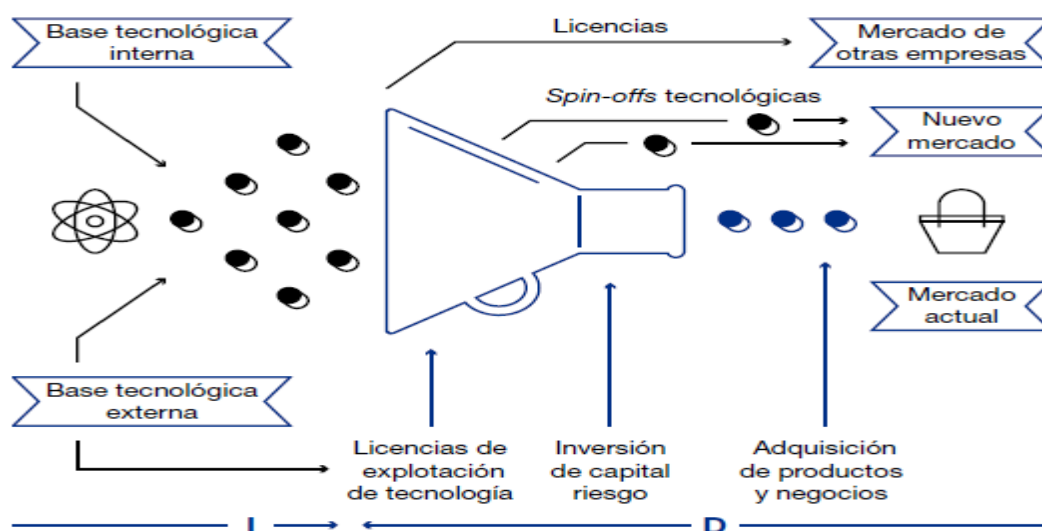 Base tecnológica
interna
Licencias
Mercado de
otras empresas
Spin-offs tecnológicas
Nuevo
mercado
Mercado
actual
Base tecnológica
externa
Licencias de
explotación
de tecnología
Inversión
de capital
riesgo
Adquisición
de productos
y negocios